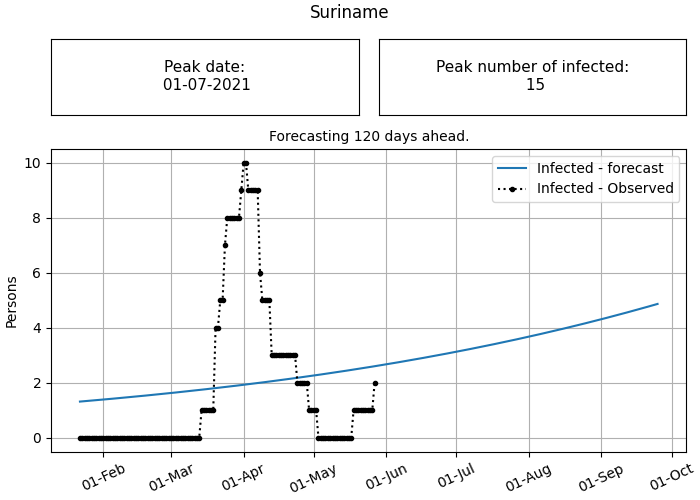 Suriname
Peak date:
01-07-2021
Peak number of infected:
15
Forecasting 120 days ahead.
Infected - forecast
Infected - Observed
Persons
10
8
6
4
2
0
01-Feb
01-Mar
01-Apr
01-May
01-Jun
01-Jul
01-Aug
01-Sep
01-Oct